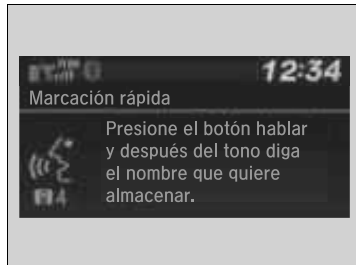 12:34
Marcación rápida
Presione el botón hablar
y después del tono diga
el nombre que quiere
almacenar.